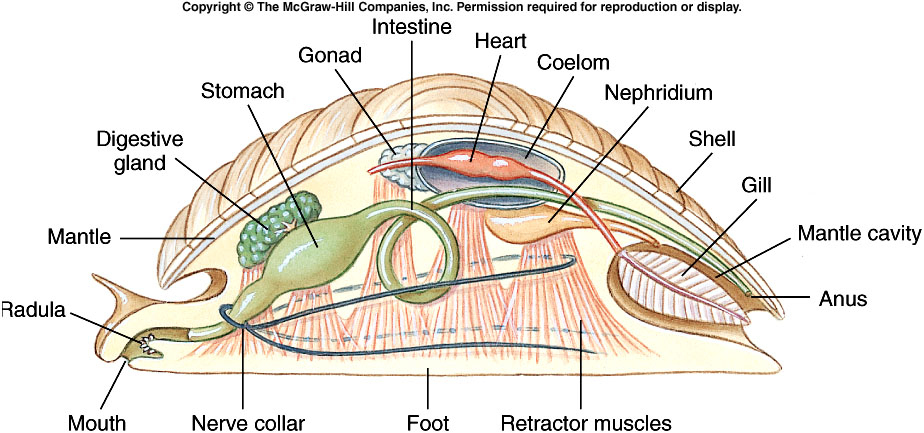 Copyright © The McGraw-Hill Companies, Inc. Permission required for reproduction or display.
Intestine
Heart
Gonad
Coelom
Stomach
Nephridium
Digestive
gland
Shell
Gill
Mantle
Mantle cavity
Anus
Radula
Mouth
Nerve collar
Foot
Retractor muscles